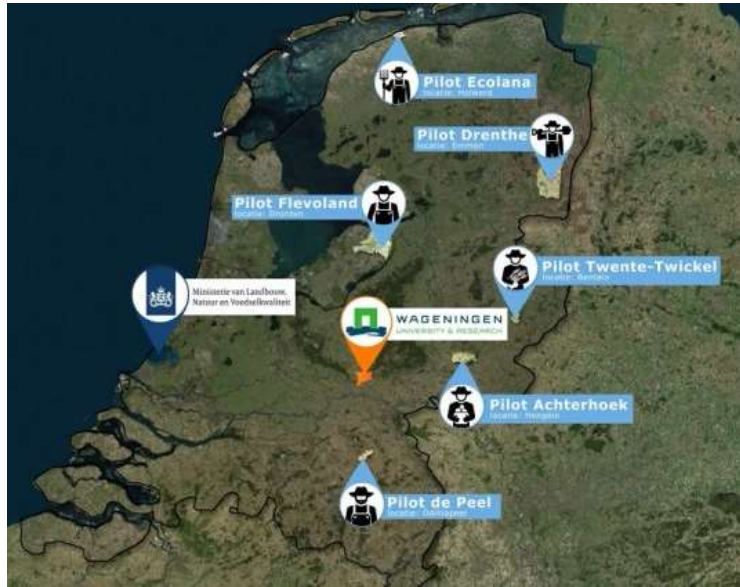 Pilot Ecolana
locatie: Holwerd
Pilot Drenthe
locatie: Emmen
Pilot Flevoland
locatie: Dronten
Pilot Twente-Twickel
locatie: Bentelo
Ministerie van Landbouw,
Natuur en Voedselkwaliteit
WAGENINGEN
UNIVERSITY & RESEARCH
Pilot Achterhoek
locatie: Hengelo
Pilot de Peel
locatie: